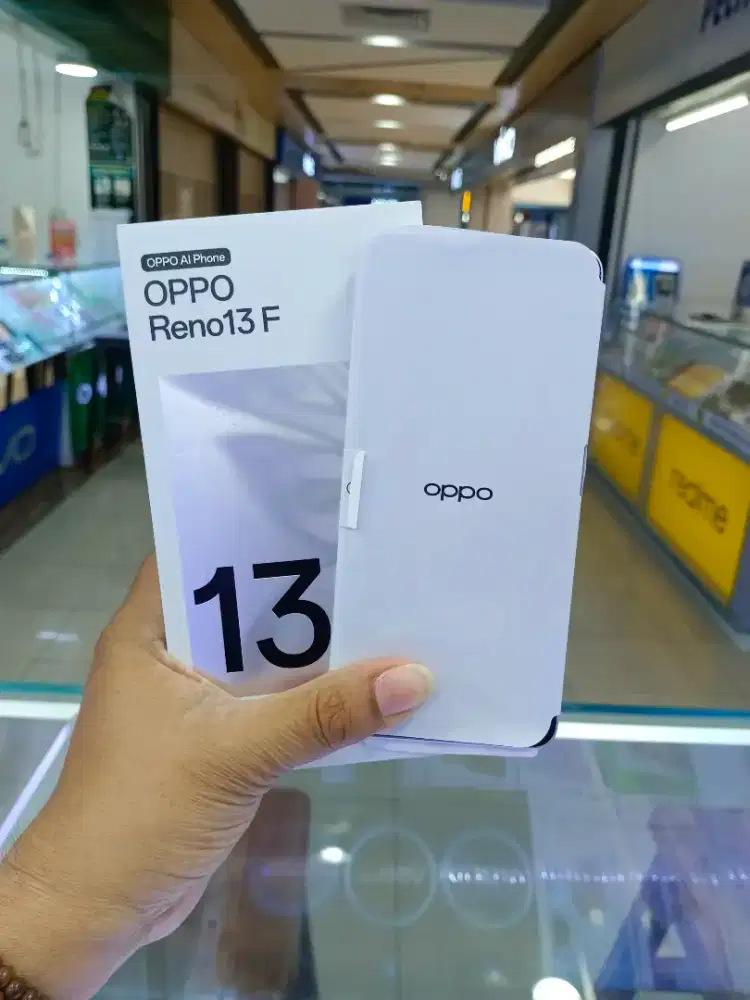 OPPO AI Phone
OPPO
Reno13 F
13
oppo
realme